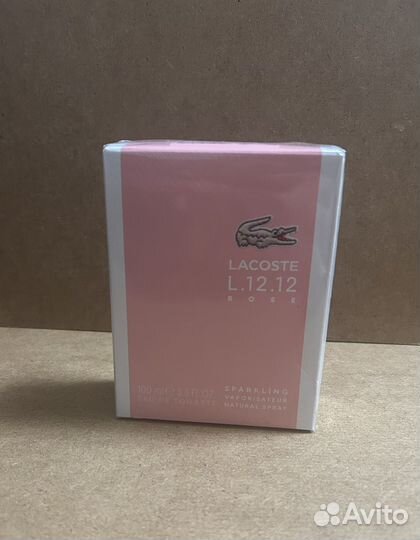 LACOSTE
L.12.12
ROSE
100 ml e 3.3 FL.OZ.
EAU DE TOILETTE
SPARKLING
VAPORISATEUR
NATURAL SPRAY
Avito